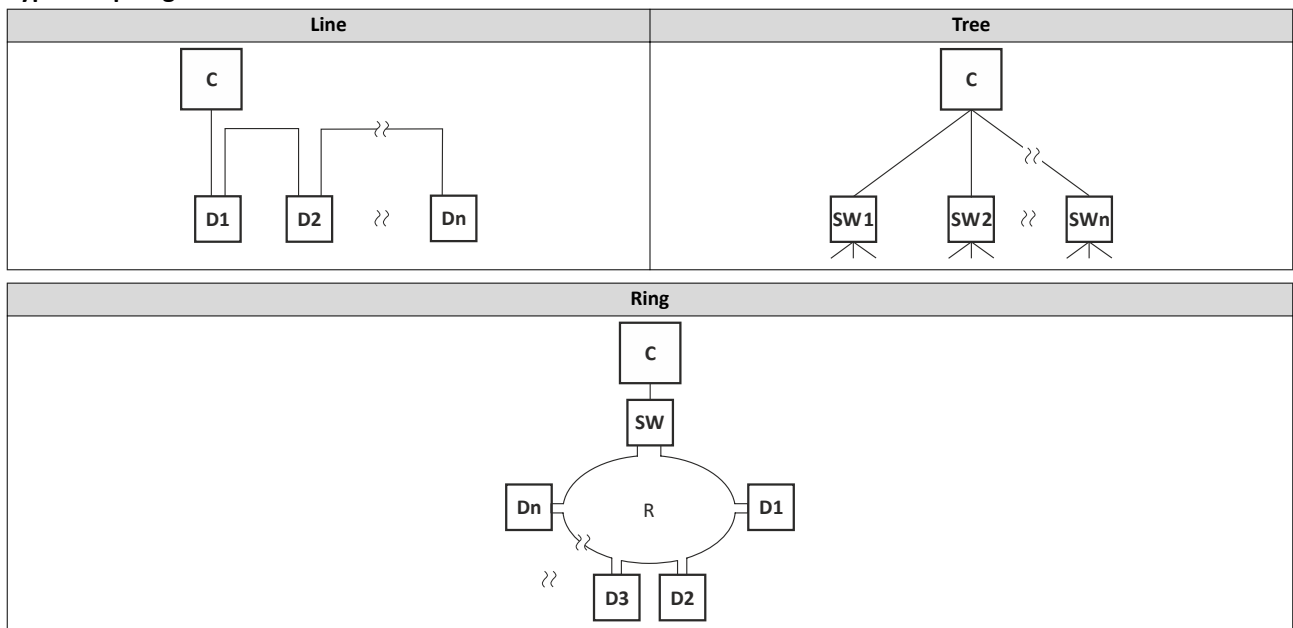 Line
Tree
C
D1 D2 Dn
C
SW1 SW2 SWn
Ring
C
SW
Dn R D1
D3 D2